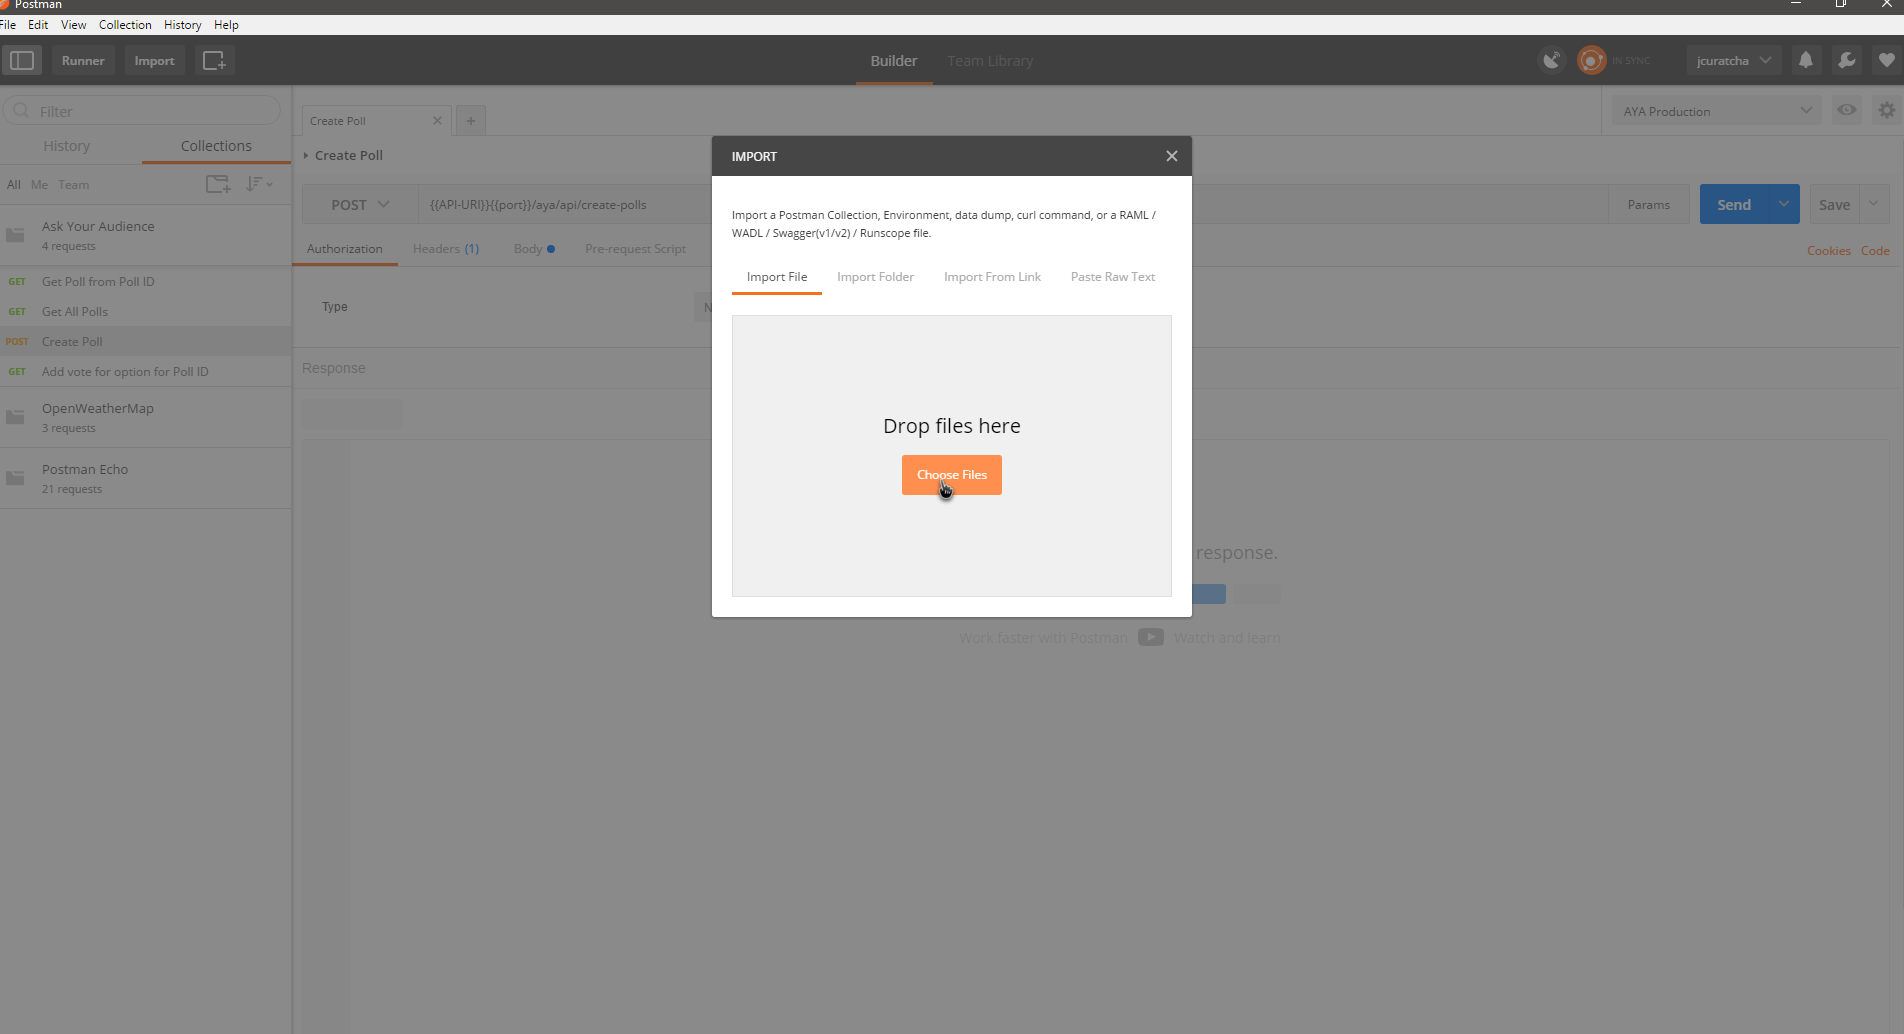 Postman
File Edit View Collection History Help
Runner Import Builder Team Library IN SYNC jcuratcha
Filter
History Collections
All Me Team
Ask Your Audience
4 requests
GET Get Poll from Poll ID
GET Get All Polls
POST Create Poll
GET Add vote for option for Poll ID
OpenWeatherMap
3 requests
Postman Echo
21 requests
Create Poll
AYA Production
Create Poll
POST {{API-URI}}{{port}}/aya/api/create-polls Params Send Save
Authorization Headers (1) Body Pre-request Script Cookies Code
Type N
Response
IMPORT
Import a Postman Collection, Environment, data dump, curl command, or a RAML /
WADL / Swagger(v1/v2) / Runscope file.
Import File Import Folder Import From Link Paste Raw Text
Drop files here
Choose Files
response.
Work faster with Postman Watch and learn